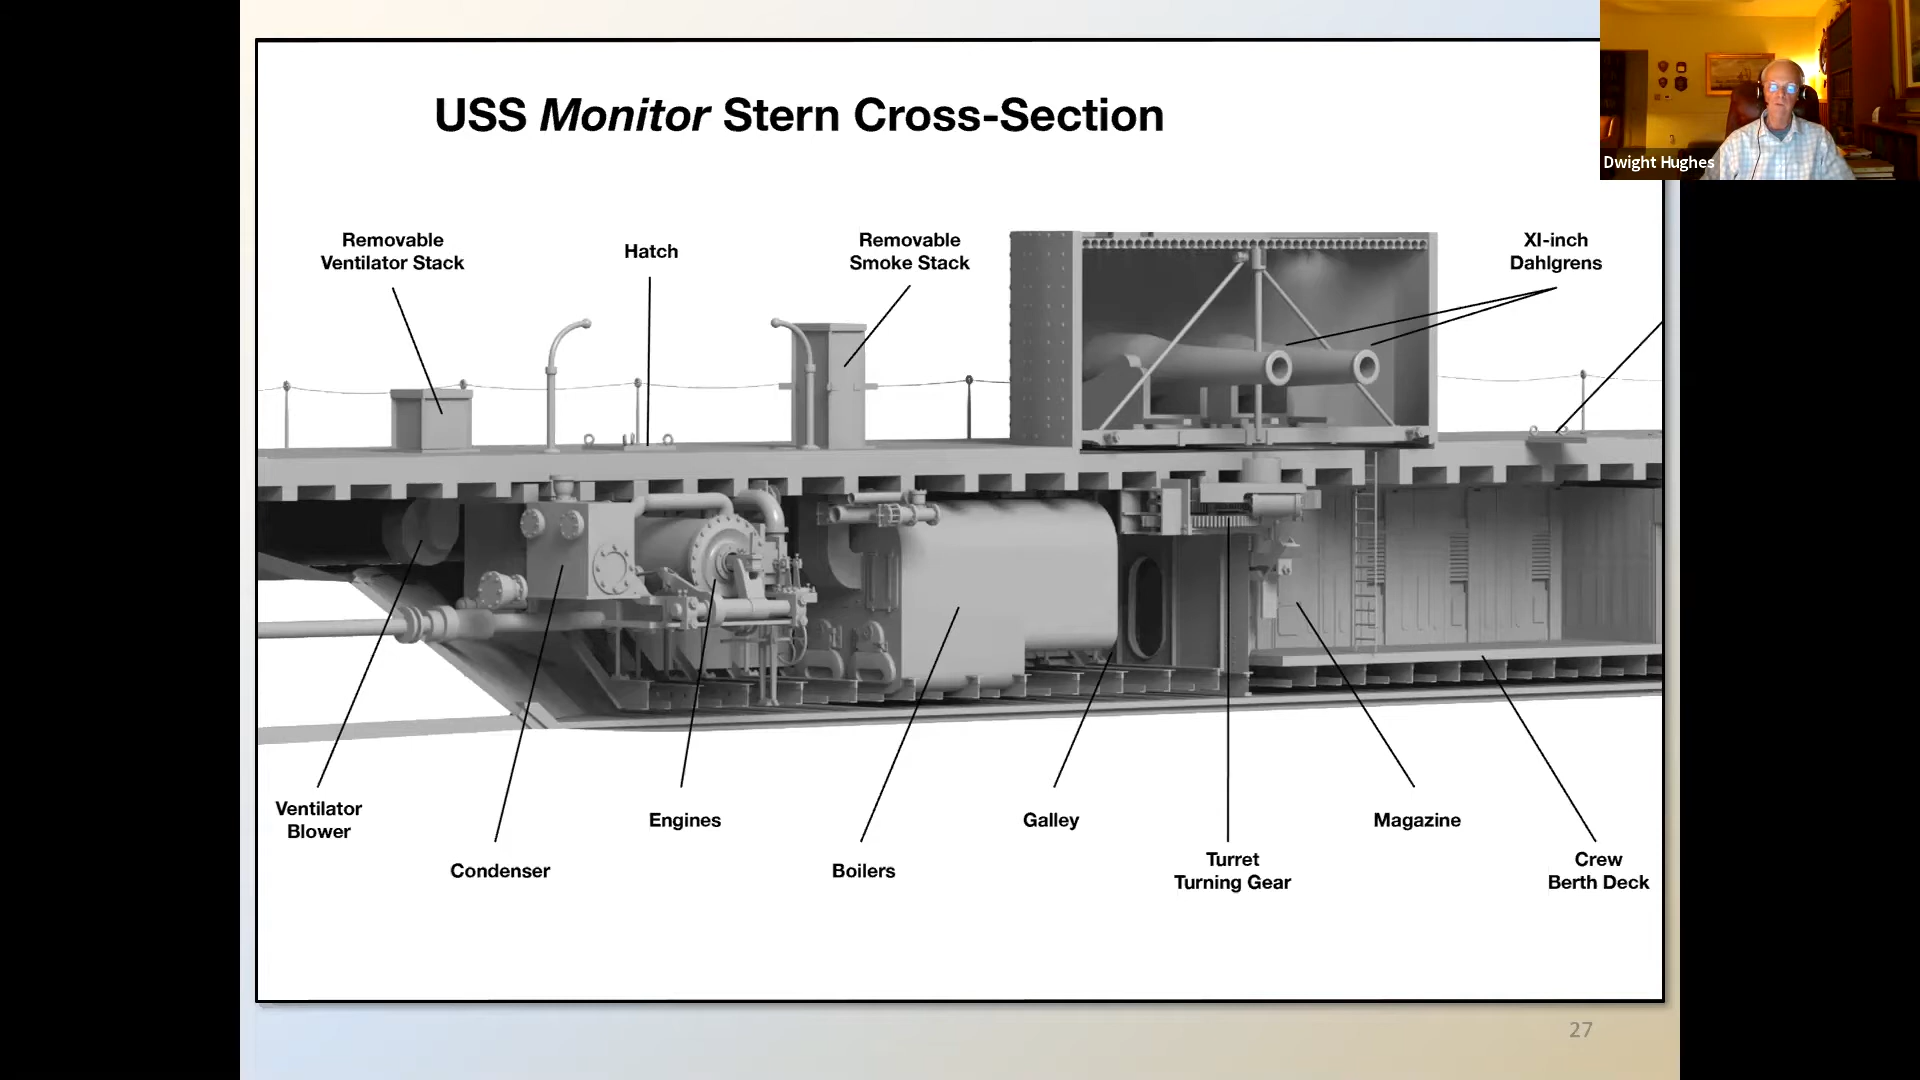 USS Monitor Stern Cross-Section
Dwight Hughes
Removable
Ventilator Stack
Hatch
Removable
Smoke Stack
XI-inch
Dahlgrens
Ventilator
Blower
Condenser
Engines
Boilers
Galley
Turret
Turning Gear
Magazine
Crew
Berth Deck
27